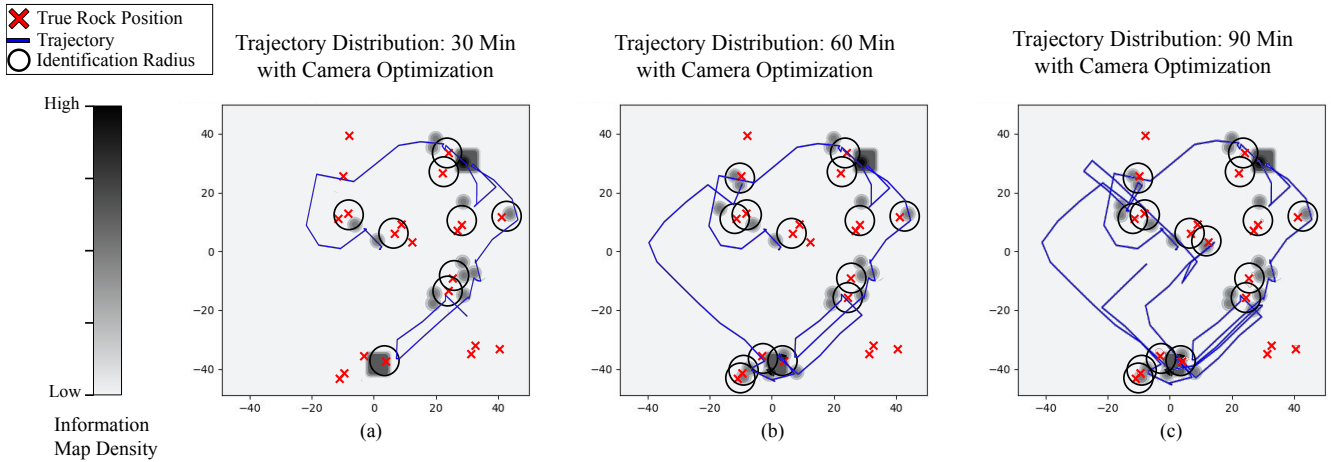 True Rock Position
Trajectory
Identification Radius
High
Low
Information
Map Density
Trajectory Distribution: 30 Min
with Camera Optimization
40
20
0
−20
−40
−40
−20
0
20
40
(a)
Trajectory Distribution: 60 Min
with Camera Optimization
40
20
0
−20
−40
−40
−20
0
20
40
(b)
Trajectory Distribution: 90 Min
with Camera Optimization
40
20
0
−20
−40
−40
−20
0
20
40
(c)